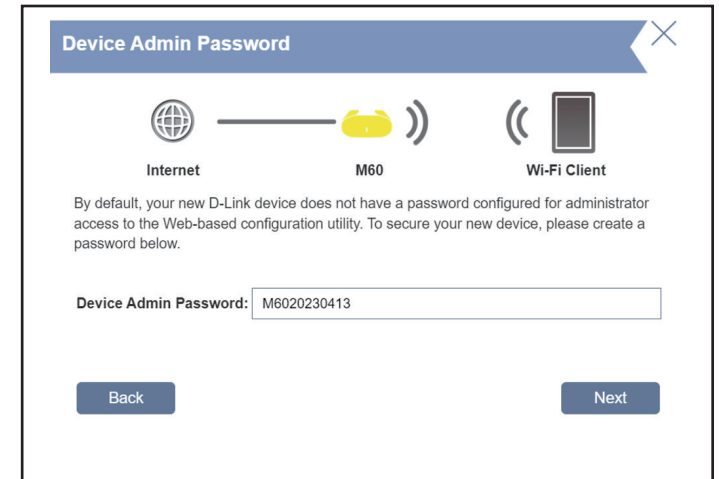 Device Admin Password
Internet
M60
Wi-Fi Client
By default, your new D-Link device does not have a password configured for administrator
access to the Web-based configuration utility. To secure your new device, please create a
password below.
Device Admin Password: M6020230413
Back
Next